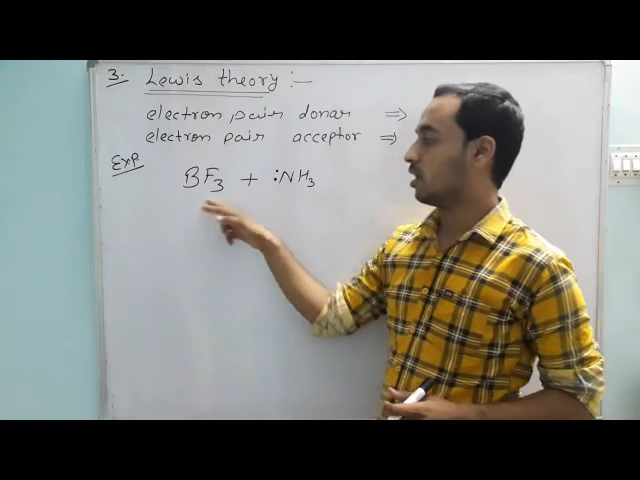 3. Lewis theory :-
electron pair donar ⇒
electron pair acceptor ⇒
Exp BF₃ + :NH₃